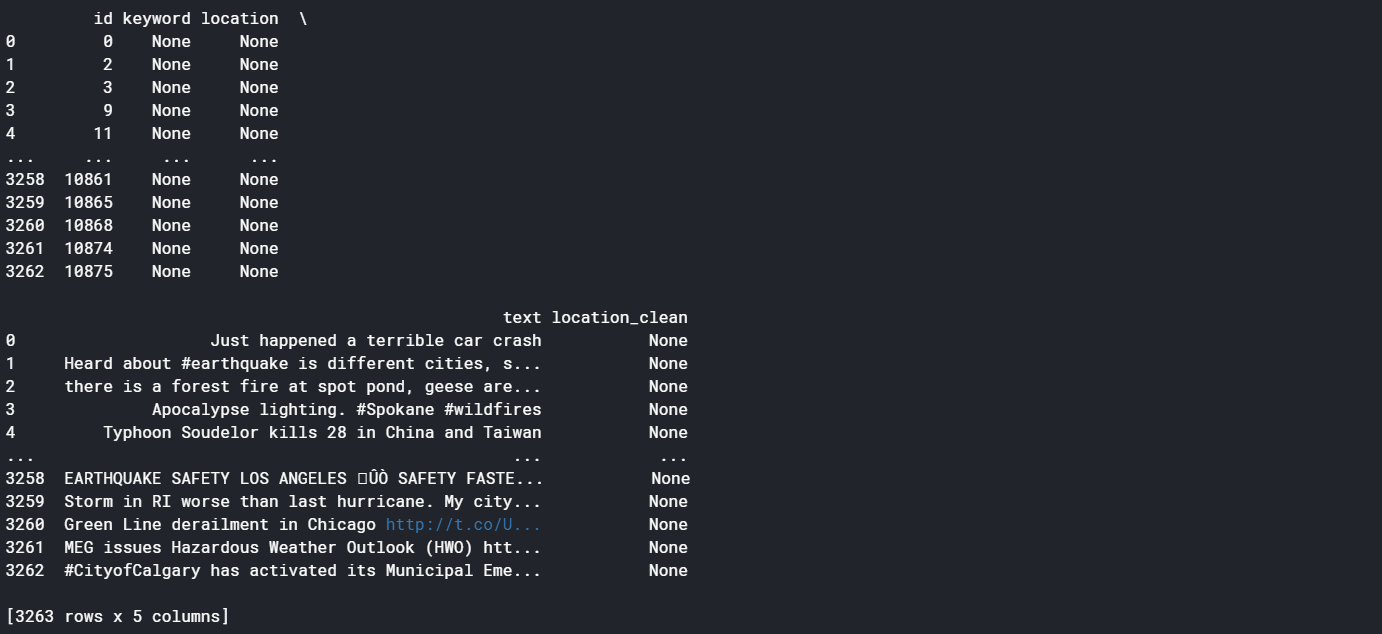 id keyword location \
0 0 None None
1 2 None None
2 3 None None
3 9 None None
4 11 None None
... ... ... ...
3258 10861 None None
3259 10865 None None
3260 10868 None None
3261 10874 None None
3262 10875 None None
text location_clean
0 Just happened a terrible car crash None
1 Heard about #earthquake is different cities, s... None
2 there is a forest fire at spot pond, geese are... None
3 Apocalypse lighting. #Spokane #wildfires None
4 Typhoon Soudelor kills 28 in China and Taiwan None
... ... ...
3258 EARTHQUAKE SAFETY LOS ANGELES □ÛÒ SAFETY FASTE... None
3259 Storm in RI worse than last hurricane. My city... None
3260 Green Line derailment in Chicago http://t.co/U... None
3261 MEG issues Hazardous Weather Outlook (HWO) htt... None
3262 #CityofCalgary has activated its Municipal Eme... None
[3263 rows x 5 columns]